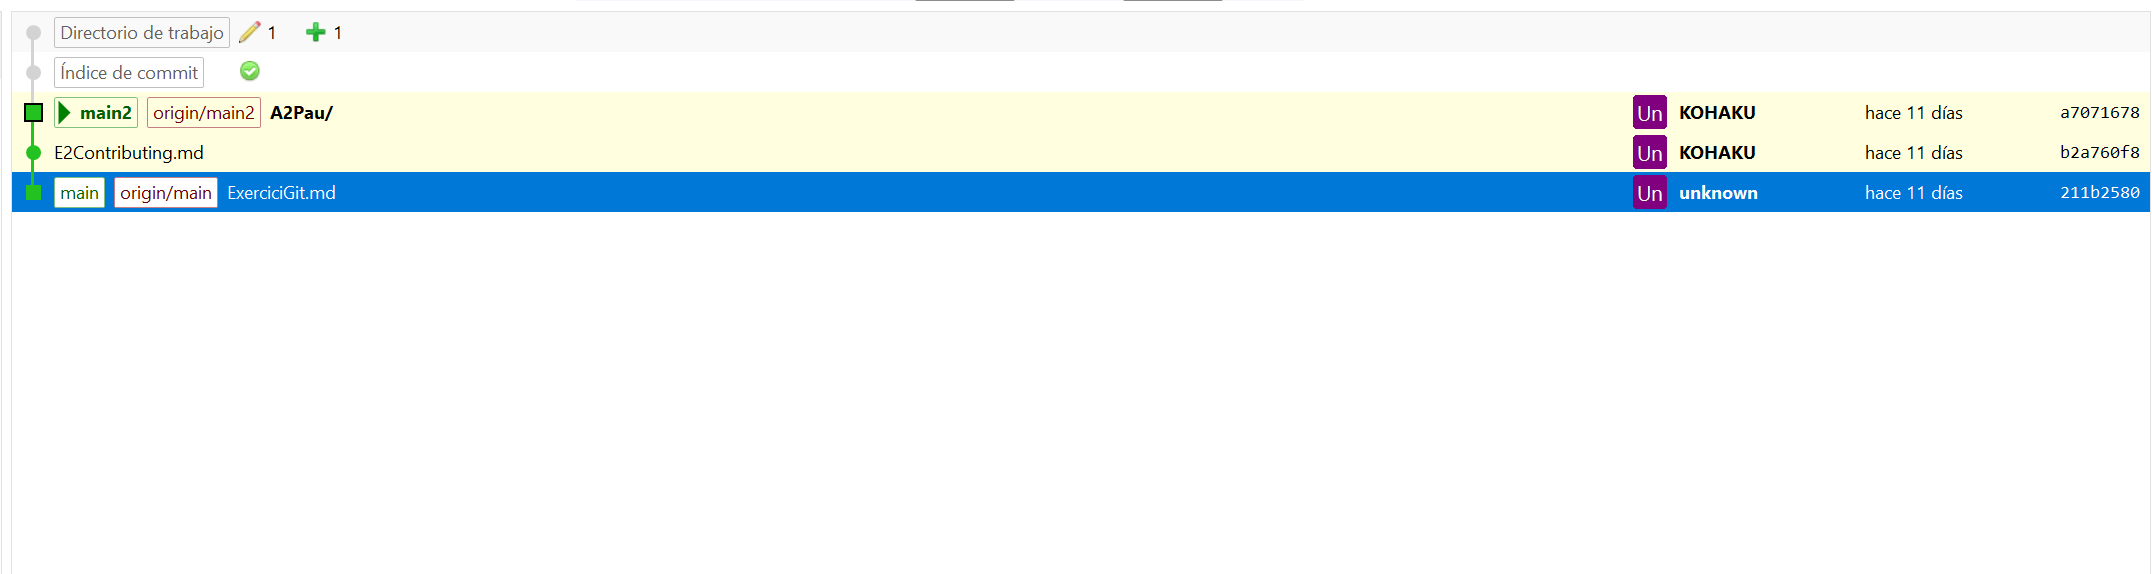 Directorio de trabajo 1 1
Índice de commit
main2 origin/main2 A2Pau/ Un KOHAKU hace 11 días a7071678
E2Contributing.md Un KOHAKU hace 11 días b2a760f8
main origin/main ExerciciGit.md Un unknown hace 11 días 211b2580